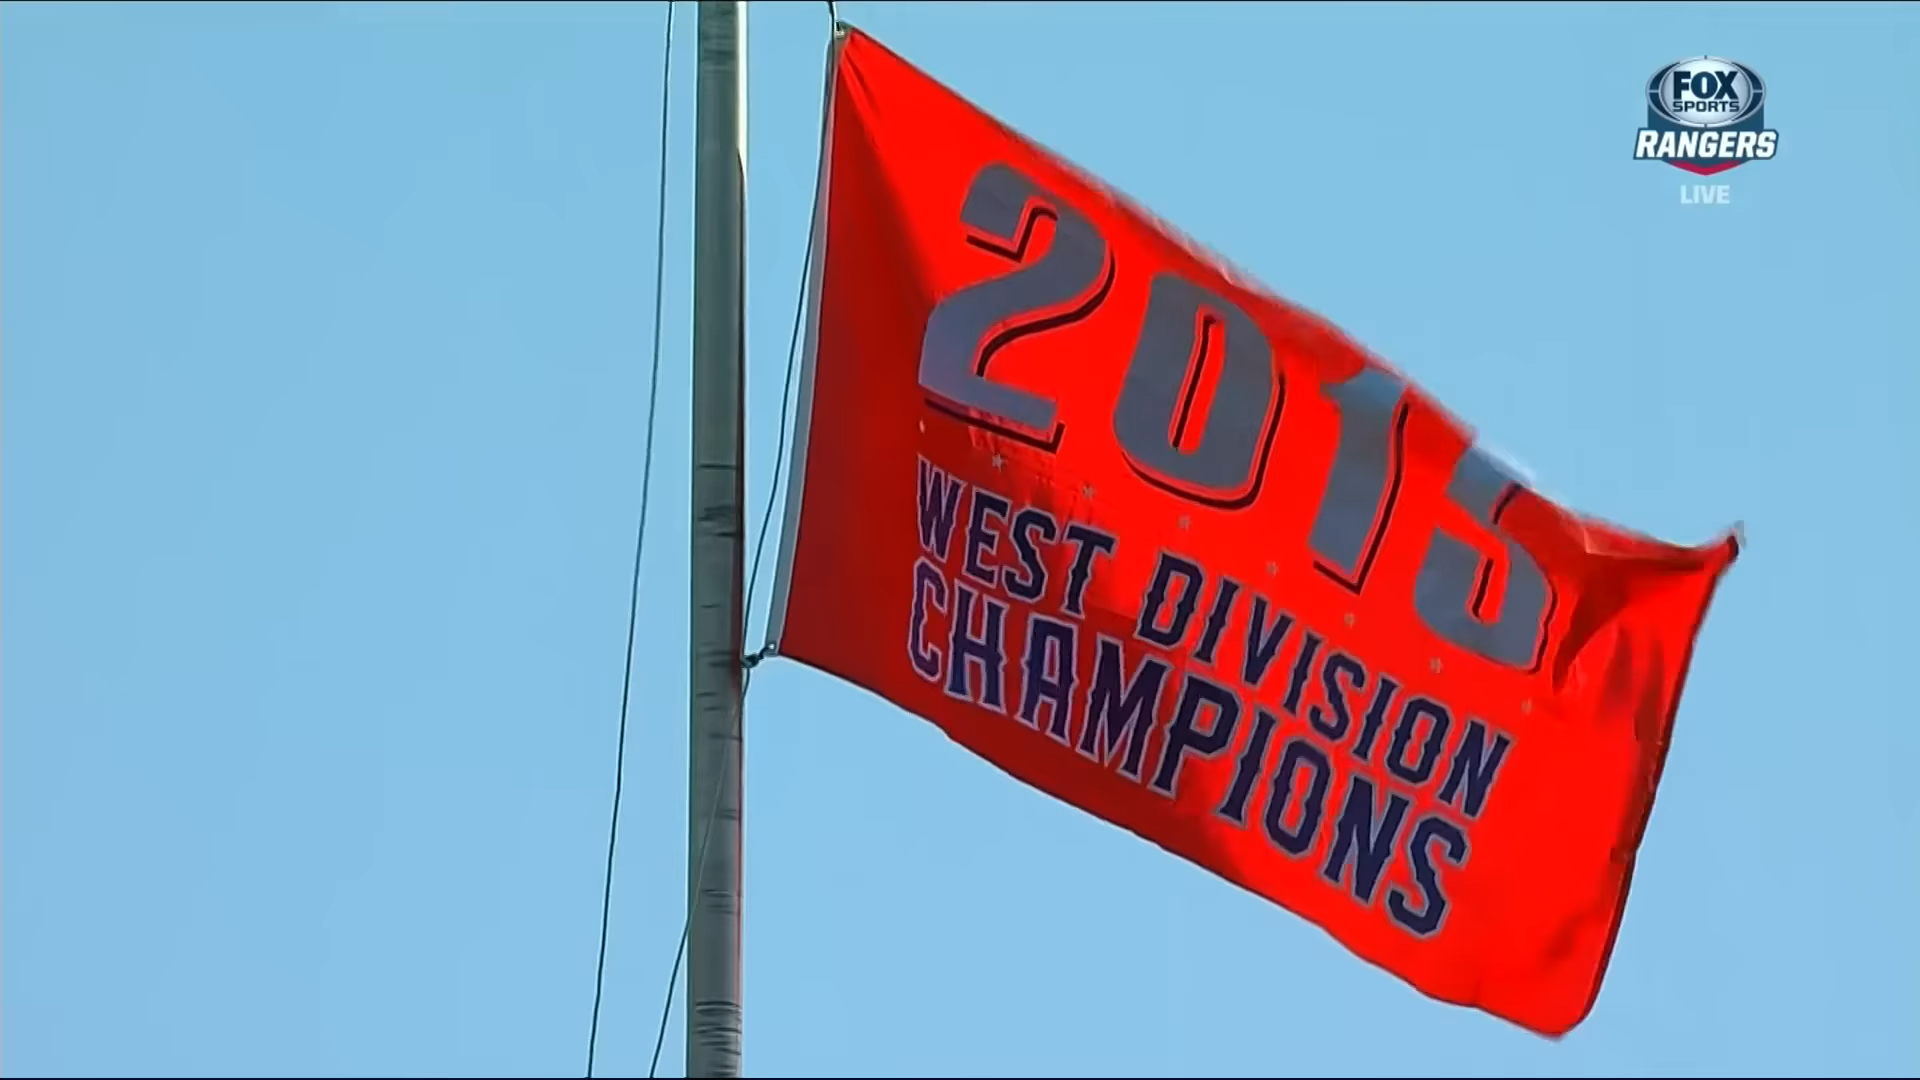 2015
WEST DIVISION
CHAMPIONS
FOX
SPORTS
RANGERS
LIVE